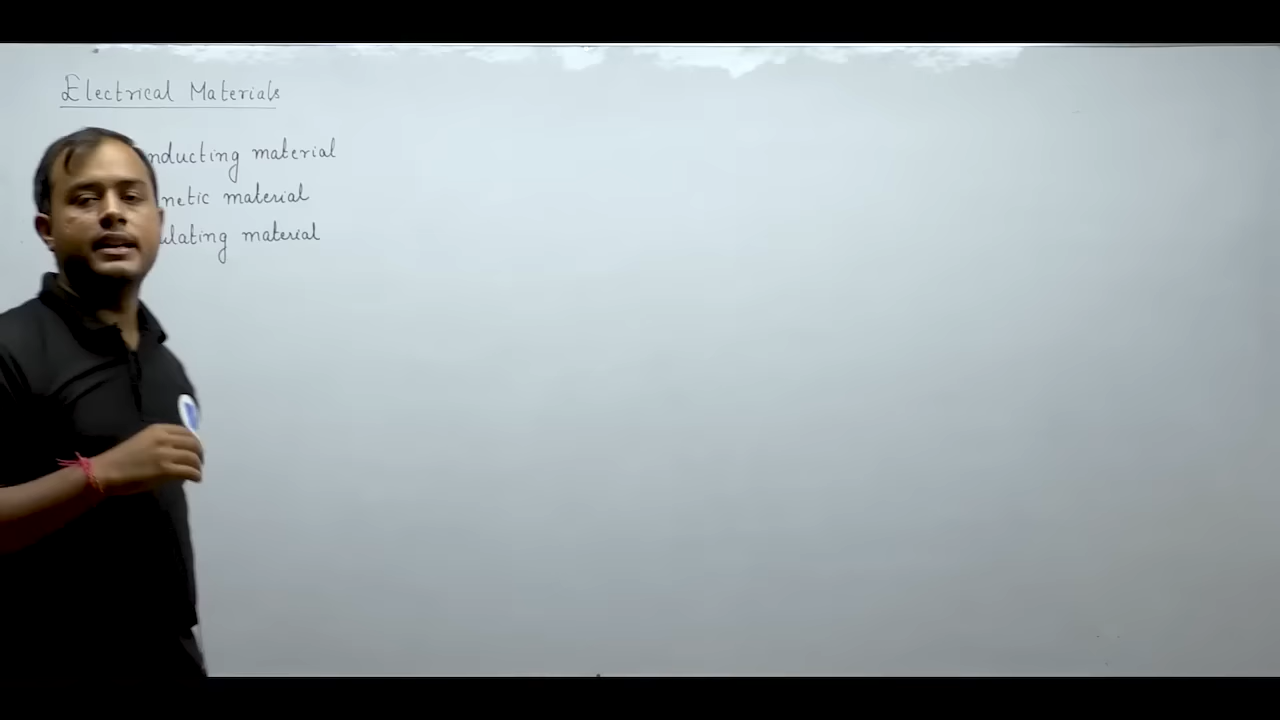 Electrical Materials
nducting material
netic material
ulating material